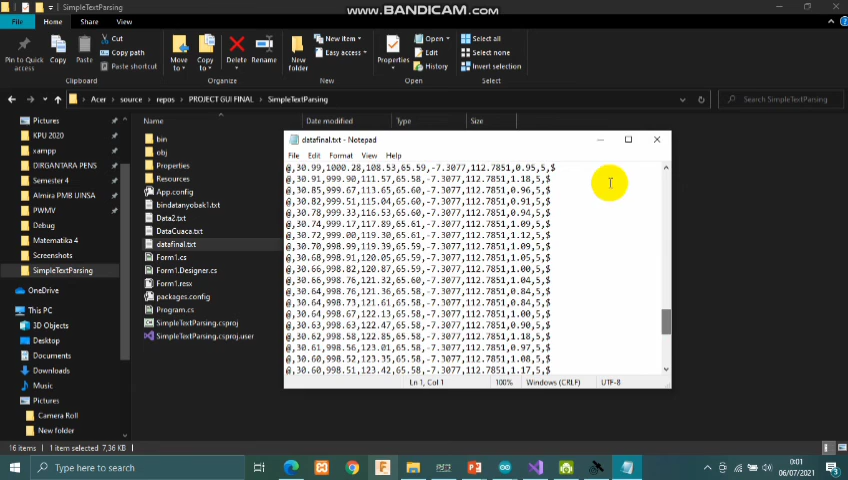 SimpleTextParsing
www.BANDICAM.com
File
Home
Share
View
Pin to Quick access
Copy
Paste
Cut
Copy path
Paste shortcut
Move to
Copy to
Delete
Rename
New folder
New item
Easy access
Properties
Open
Edit
History
Select all
Select none
Invert selection
Clipboard
Organize
New
Open
Select
Acer > source > repos > PROJECT GUI FINAL > SimpleTextParsing
Search SimpleTextParsing
Name
Date modified
Type
Size
Pictures
KPU 2020
xampp
DIRGANTARA PENS
Semester 4
Almira PMB UINSA
PWMV
Debug
Matematika 4
Screenshots
SimpleTextParsing
OneDrive
This PC
3D Objects
Desktop
Documents
Downloads
Music
Pictures
Camera Roll
New folder
bin
obj
Properties
Resources
App.config
bindatanyobak1.txt
Data2.txt
DataCuaca.txt
datafinal.txt
Form1.cs
Form1.Designer.cs
Form1.resx
packages.config
Program.cs
SimpleTextParsing.csproj
SimpleTextParsing.csproj.user
datafinal.txt - Notepad
File Edit Format View Help
@,30.99,1000.28,108.53,65.59,-7.3077,112.7851,0.95,5,$
@,30.91,999.90,111.57,65.58,-7.3077,112.7851,1.18,5,$
@,30.85,999.67,113.65,65.60,-7.3077,112.7851,0.96,5,$
@,30.82,999.51,115.04,65.60,-7.3077,112.7851,0.91,5,$
@,30.78,999.33,116.53,65.60,-7.3077,112.7851,0.94,5,$
@,30.74,999.17,117.89,65.61,-7.3077,112.7851,1.09,5,$
@,30.72,999.00,119.30,65.61,-7.3077,112.7851,1.12,5,$
@,30.70,998.99,119.39,65.59,-7.3077,112.7851,1.09,5,$
@,30.68,998.91,120.05,65.59,-7.3077,112.7851,1.05,5,$
@,30.66,998.82,120.87,65.58,-7.3077,112.7851,1.00,5,$
@,30.66,998.76,121.32,65.60,-7.3077,112.7851,1.04,5,$
@,30.64,998.76,121.36,65.58,-7.3077,112.7851,0.84,5,$
@,30.64,998.73,121.61,65.58,-7.3077,112.7851,0.84,5,$
@,30.64,998.67,122.13,65.58,-7.3077,112.7851,1.00,5,$
@,30.63,998.63,122.47,65.58,-7.3077,112.7851,0.90,5,$
@,30.62,998.58,122.85,65.58,-7.3077,112.7851,1.18,5,$
@,30.61,998.56,123.01,65.58,-7.3077,112.7851,0.97,5,$
@,30.60,998.52,123.35,65.58,-7.3077,112.7851,1.08,5,$
@,30.60,998.51,123.42,65.58,-7.3077,112.7851,1.17,5,$
Ln 1, Col 1
100%
Windows (CRLF)
UTF-8
16 items
1 item selected 7,36 KB
Type here to search
0:01
06/07/2021